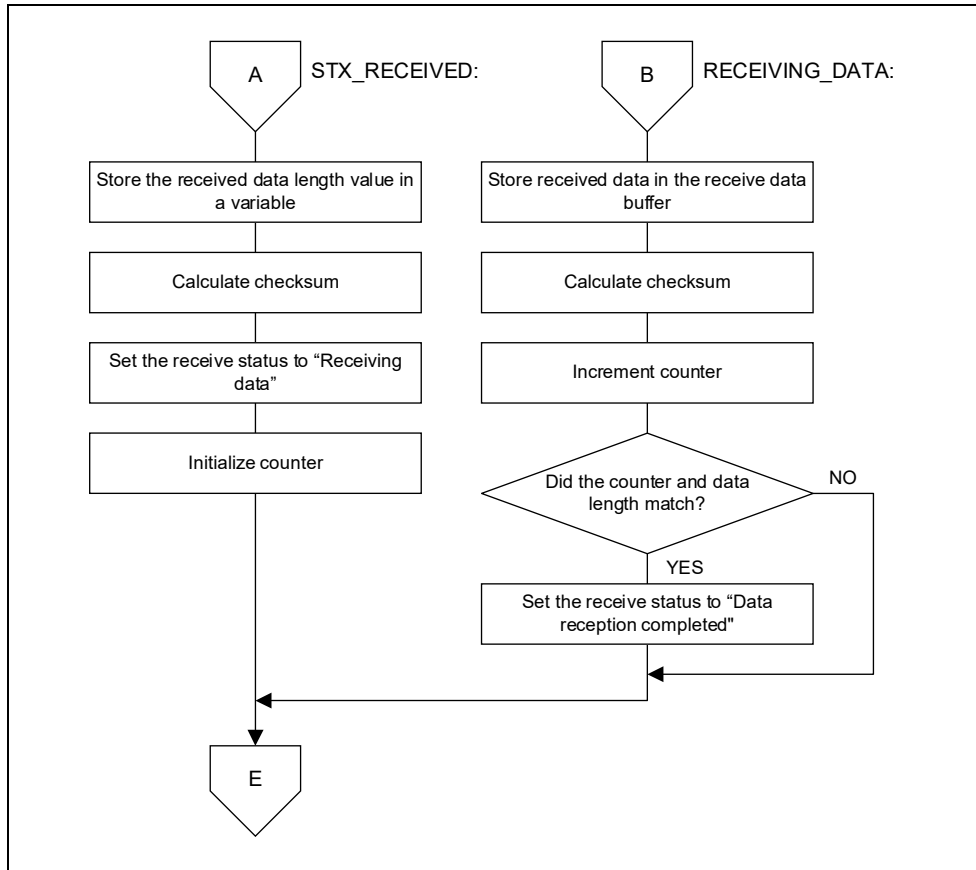 A
STX_RECEIVED:
Store the received data length value in
a variable
Calculate checksum
Set the receive status to “Receiving
data”
Initialize counter
B
RECEIVING_DATA:
Store received data in the receive data
buffer
Calculate checksum
Increment counter
Did the counter and data
length match?
NO
YES
Set the receive status to “Data
reception completed"
E